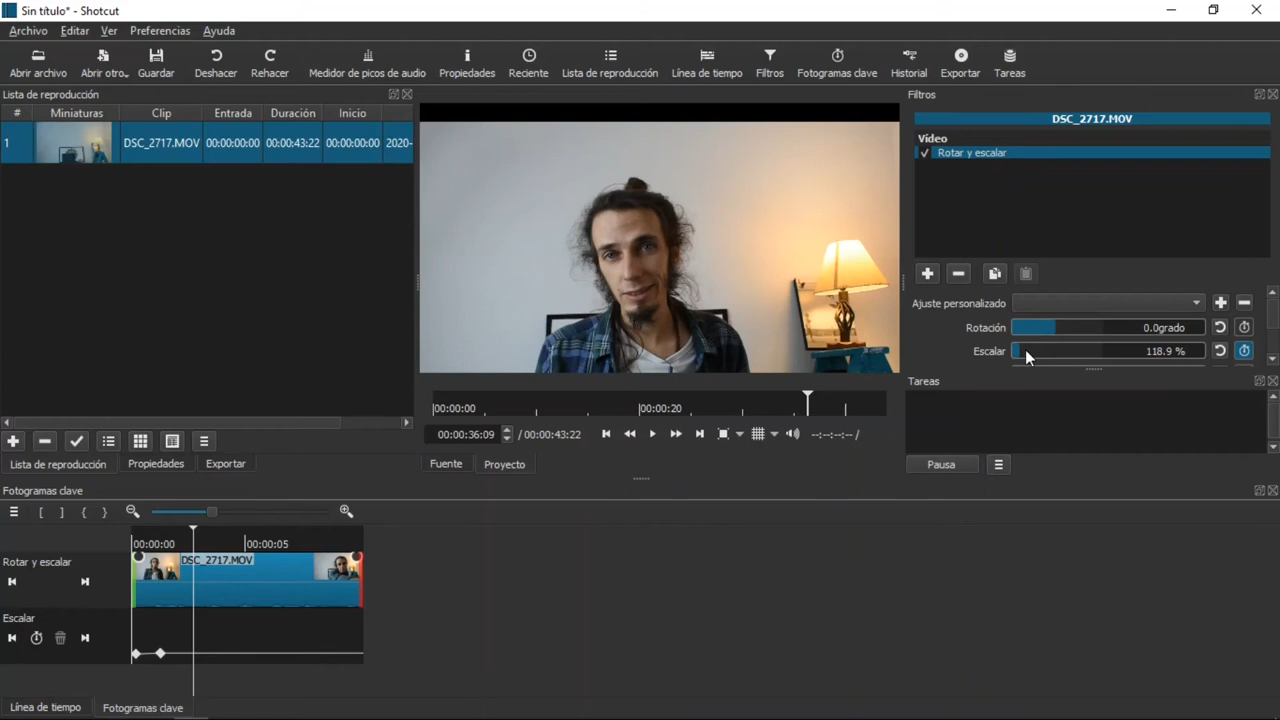 Sin título* - Shotcut
Archivo Editar Ver Preferencias Ayuda
Abrir archivo Abrir otro.. Guardar Deshacer Rehacer Medidor de picos de audio Propiedades Reciente Lista de reproducción Línea de tiempo Filtros Fotogramas clave Historial Exportar Tareas
Lista de reproducción
# Miniaturas Clip Entrada Duración Inicio
1 DSC_2717.MOV 00:00:00:00 00:00:43:22 00:00:00:00 2020-
Filtros
DSC_2717.MOV
Vídeo
Rotar y escalar
Ajuste personalizado
Rotación 0.0grado
Escalar 118.9 %
Tareas
Pausa
00:00:00 00:00:20
00:00:36:09 / 00:00:43:22 --:--:--:-- /
Lista de reproducción Propiedades Exportar
Fuente Proyecto
Fotogramas clave
[ ] { }
00:00:00 00:00:05
Rotar y escalar
DSC_2717.MOV
Escalar
Línea de tiempo Fotogramas clave